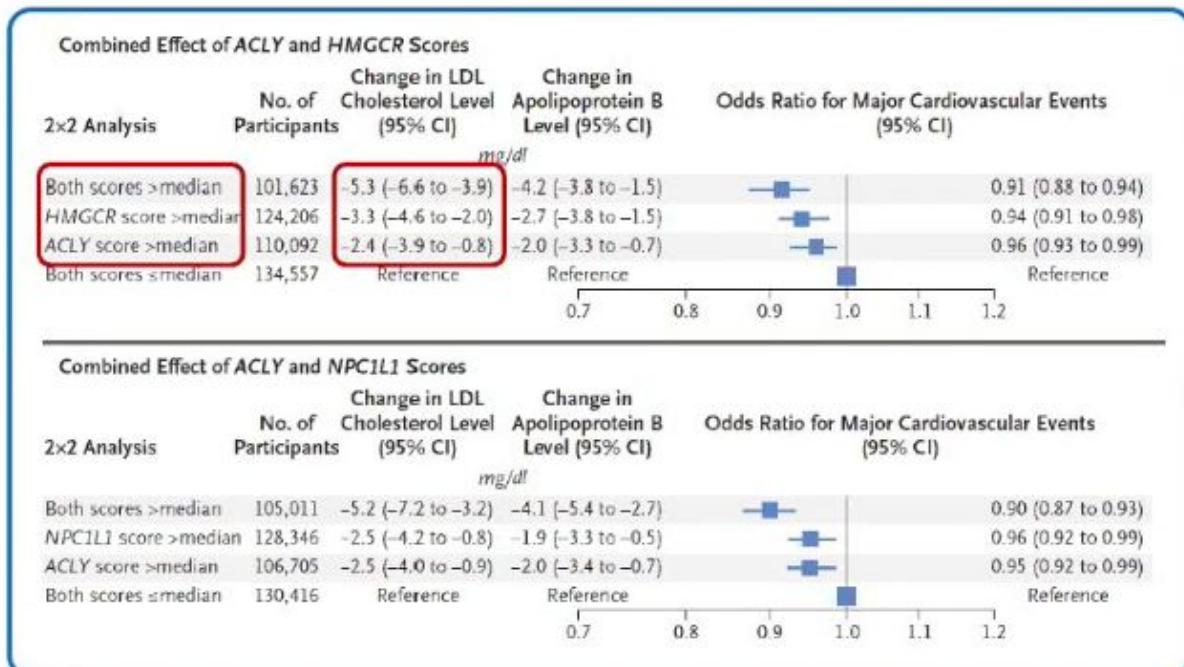 Combined Effect of ACLY and HMGCR Scores
2×2 Analysis No. of Participants Change in LDL Cholesterol Level (95% CI) Change in Apolipoprotein B Level (95% CI) Odds Ratio for Major Cardiovascular Events (95% CI)
mg/dl
Both scores >median 101,623 –5.3 (–6.6 to –3.9) –4.2 (–3.8 to –1.5) 0.91 (0.88 to 0.94)
HMGCR score >median 124,206 –3.3 (–4.6 to –2.0) –2.7 (–3.8 to –1.5) 0.94 (0.91 to 0.98)
ACLY score >median 110,092 –2.4 (–3.9 to –0.8) –2.0 (–3.3 to –0.7) 0.96 (0.93 to 0.99)
Both scores ≤median 134,557 Reference Reference Reference
0.7 0.8 0.9 1.0 1.1 1.2
Combined Effect of ACLY and NPC1L1 Scores
2×2 Analysis No. of Participants Change in LDL Cholesterol Level (95% CI) Change in Apolipoprotein B Level (95% CI) Odds Ratio for Major Cardiovascular Events (95% CI)
mg/dl
Both scores >median 105,011 –5.2 (–7.2 to –3.2) –4.1 (–5.4 to –2.7) 0.90 (0.87 to 0.93)
NPC1L1 score >median 128,346 –2.5 (–4.2 to –0.8) –1.9 (–3.3 to –0.5) 0.96 (0.92 to 0.99)
ACLY score >median 106,705 –2.5 (–4.0 to –0.9) –2.0 (–3.4 to –0.7) 0.95 (0.92 to 0.99)
Both scores ≤median 130,416 Reference Reference Reference
0.7 0.8 0.9 1.0 1.1 1.2